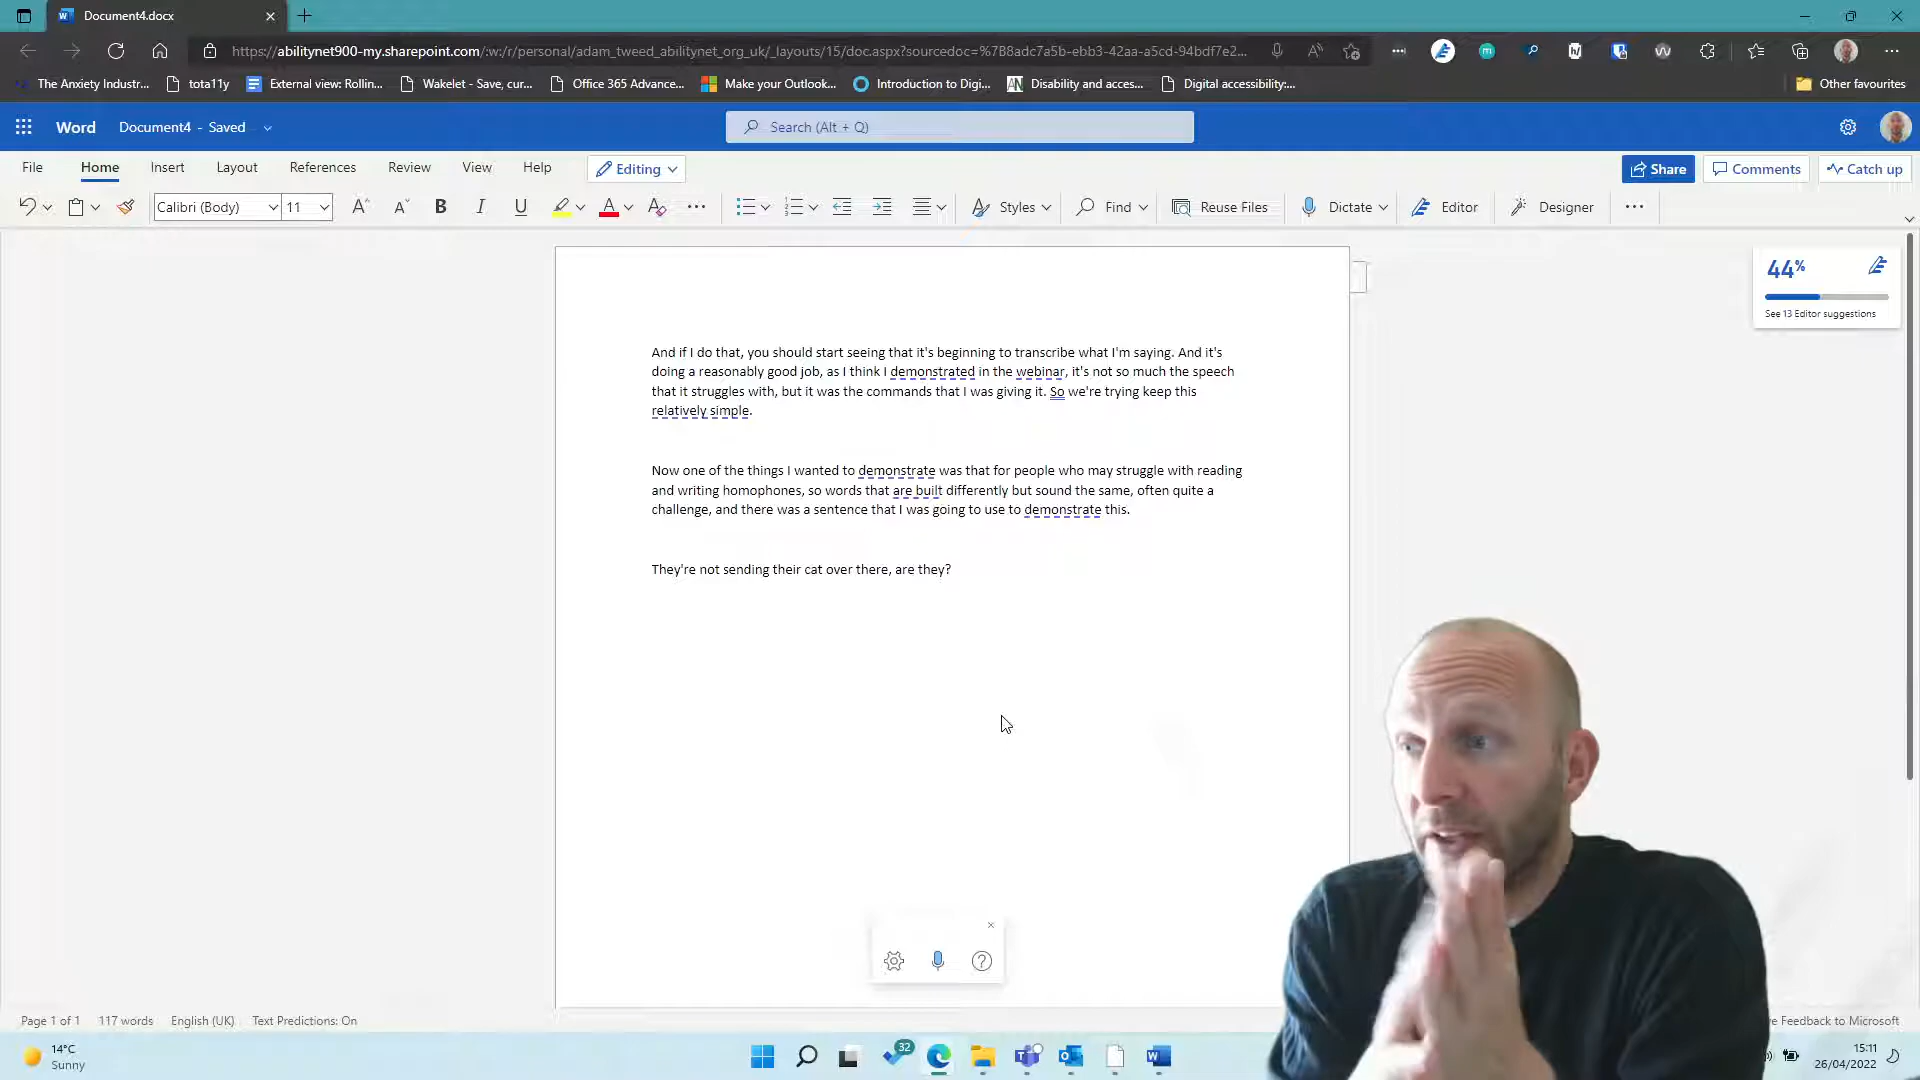 Document4.docx
https://abilitynet900-my.sharepoint.com/:w:/r/personal/adam_tweed_abilitynet_org_uk/_layouts/15/doc.aspx?sourcedoc=%7B8adc7a5b-ebb3-42aa-a5cd-94bdf7e2...
The Anxiety Industr... tota11y External view: Rollin... Wakelet - Save, cur... Office 365 Advance... Make your Outlook... Introduction to Digi... AN Disability and acces... Digital accessibility:... Other favourites
Word Document4 - Saved Search (Alt + Q)
File Home Insert Layout References Review View Help Editing Share Comments Catch up
Calibri (Body) 11 A A B I U A A Styles Find Reuse Files Dictate Editor Designer
44%
See 13 Editor suggestions
And if I do that, you should start seeing that it's beginning to transcribe what I'm saying. And it's
doing a reasonably good job, as I think I demonstrated in the webinar, it's not so much the speech
that it struggles with, but it was the commands that I was giving it. So we're trying keep this
relatively simple.
Now one of the things I wanted to demonstrate was that for people who may struggle with reading
and writing homophones, so words that are built differently but sound the same, often quite a
challenge, and there was a sentence that I was going to use to demonstrate this.
They're not sending their cat over there, are they?
Page 1 of 1 117 words English (UK) Text Predictions: On Feedback to Microsoft
14°C
Sunny
32
15:11
26/04/2022